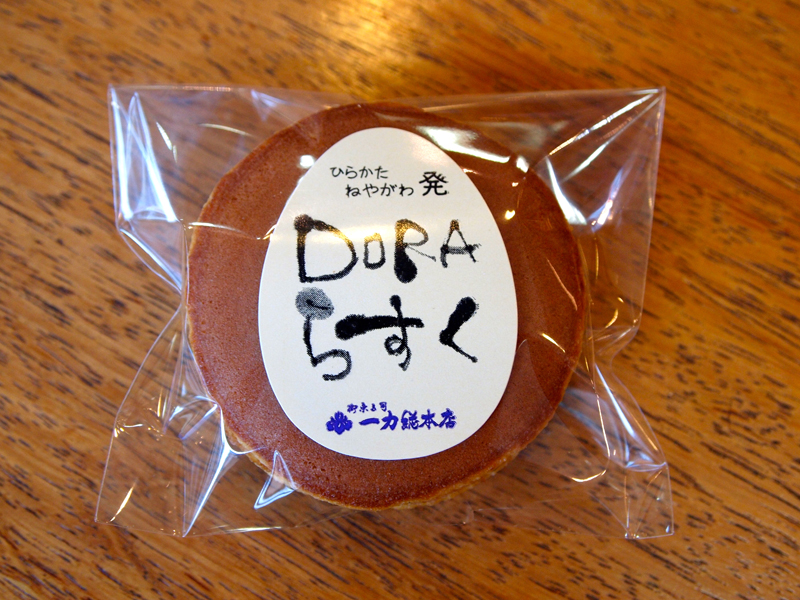 ひらかた
ねやがわ 発
DORA
らすく
御菓子司
一力総本店